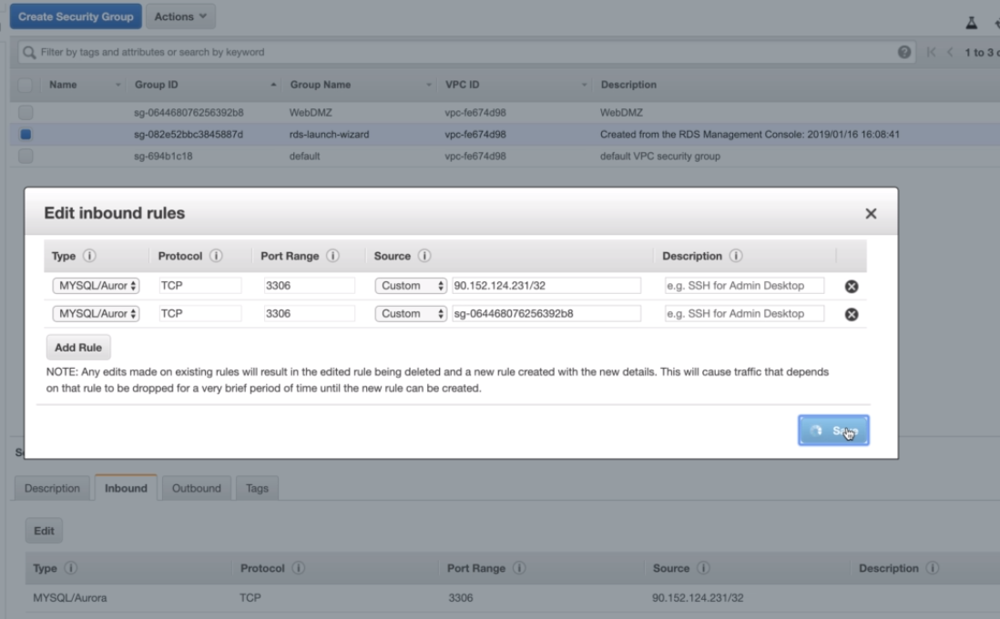 Create Security Group Actions
Filter by tags and attributes or search by keyword 1 to 3
Name Group ID Group Name VPC ID Description
sg-064468076256392b8 WebDMZ vpc-fe674d98 WebDMZ
sg-082e52bbc3845887d rds-launch-wizard vpc-fe674d98 Created from the RDS Management Console: 2019/01/16 16:08:41
sg-694b1c18 default vpc-fe674d98 default VPC security group
Edit inbound rules
Type Protocol Port Range Source Description
MYSQL/Auror TCP 3306 Custom 90.152.124.231/32 e.g. SSH for Admin Desktop
MYSQL/Auror TCP 3306 Custom sg-064468076256392b8 e.g. SSH for Admin Desktop
Add Rule
NOTE: Any edits made on existing rules will result in the edited rule being deleted and a new rule created with the new details. This will cause traffic that depends
on that rule to be dropped for a very brief period of time until the new rule can be created.
Save
Description Inbound Outbound Tags
Edit
Type Protocol Port Range Source Description
MYSQL/Aurora TCP 3306 90.152.124.231/32